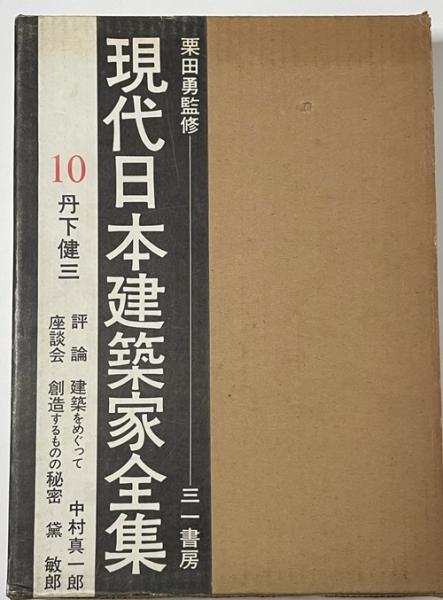 栗田勇監修
三一書房
現代日本建築家全集
10
丹下健三
評論 建築をめぐって 中村真一郎
座談会 創造するものの秘密 黛敏郎